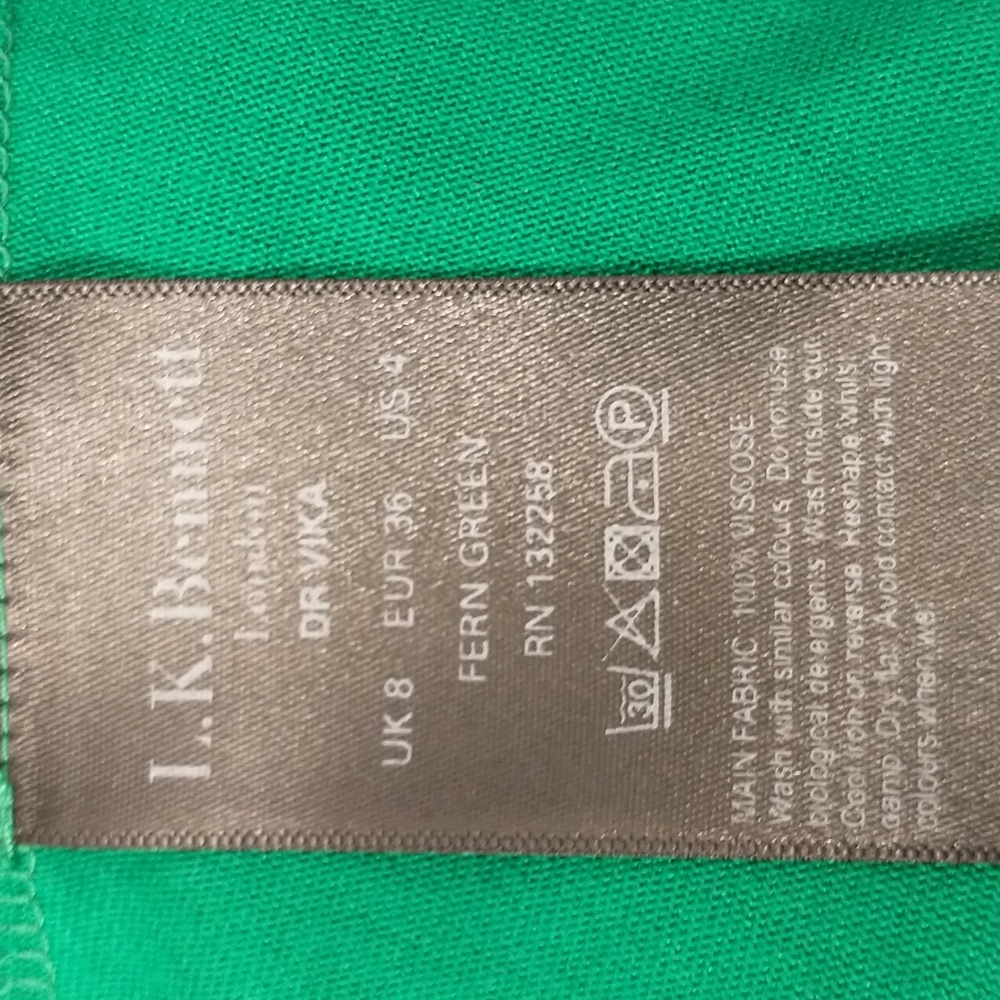 L.K.Bennett
London
DR VIKA
UK 8 EUR 36 US 4
FERN GREEN
RN 132258
30 P
MAIN FABRIC 100% VISCOSE
Wash with similar colours Do not use
biological detergents Wash inside out
Cool iron on reverse Reshape whilst
damp Dry flat Avoid contact with light
colours when wet